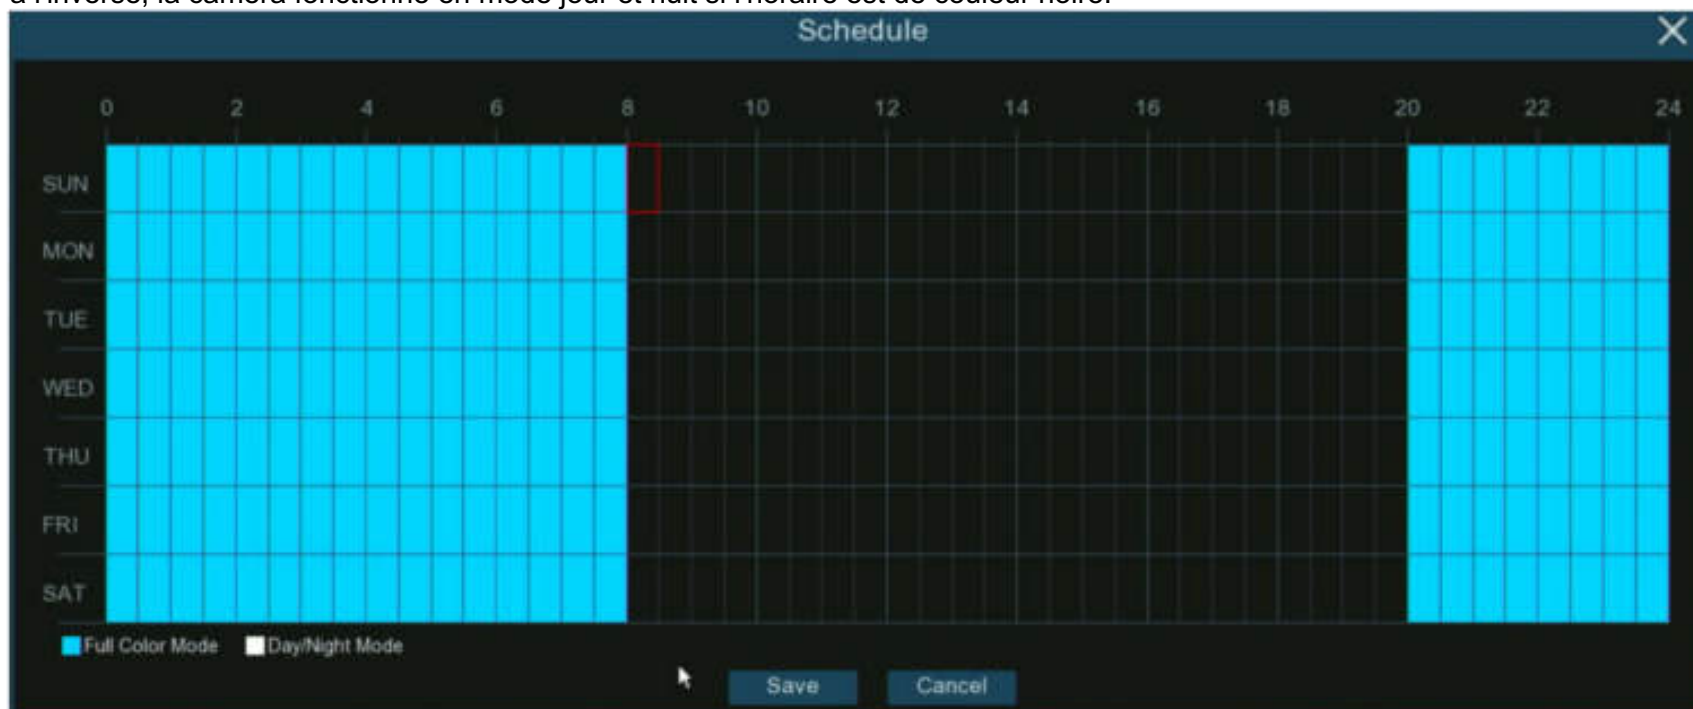 à l'inverse, la caméra fonctionne en mode jour et nuit si l'horaire est de couleur noire.
Schedule
0 2 4 6 8 10 12 14 16 18 20 22 24
SUN
MON
TUE
WED
THU
FRI
SAT
Full Color Mode Day/Night Mode
Save Cancel